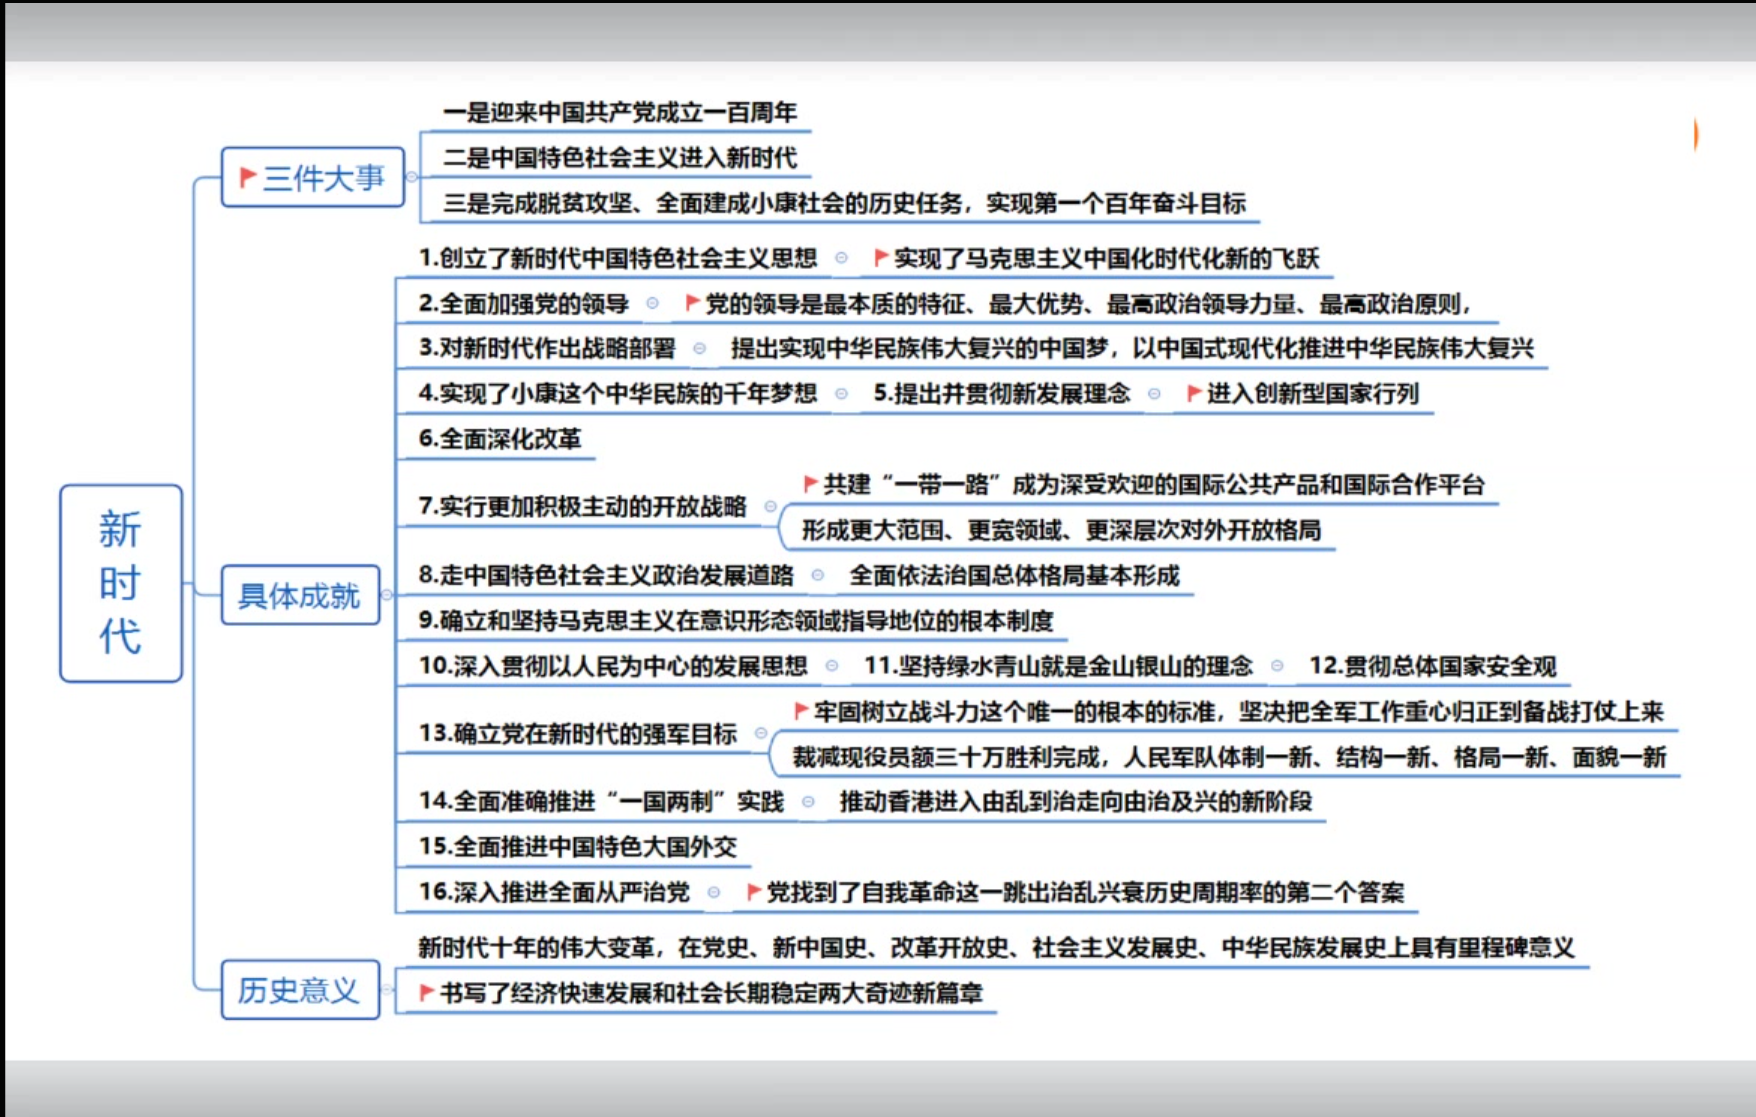 一是迎来中国共产党成立一百周年
三件大事
二是中国特色社会主义进入新时代
三是完成脱贫攻坚、全面建成小康社会的历史任务，实现第一个百年奋斗目标
1.创立了新时代中国特色社会主义思想 实现了马克思主义中国化时代化新的飞跃
2.全面加强党的领导 党的领导是最本质的特征、最大优势、最高政治领导力量、最高政治原则，
3.对新时代作出战略部署 提出实现中华民族伟大复兴的中国梦，以中国式现代化推进中华民族伟大复兴
4.实现了小康这个中华民族的千年梦想 5.提出并贯彻新发展理念 进入创新型国家行列
6.全面深化改革
共建“一带一路”成为深受欢迎的国际公共产品和国际合作平台
7.实行更加积极主动的开放战略
形成更大范围、更宽领域、更深层次对外开放格局
新
时
代
具体成就
8.走中国特色社会主义政治发展道路 全面依法治国总体格局基本形成
9.确立和坚持马克思主义在意识形态领域指导地位的根本制度
10.深入贯彻以人民为中心的发展思想 11.坚持绿水青山就是金山银山的理念 12.贯彻总体国家安全观
牢固树立战斗力这个唯一的根本的标准，坚决把全军工作重心归正到备战打仗上来
13.确立党在新时代的强军目标
裁减现役员额三十万胜利完成，人民军队体制一新、结构一新、格局一新、面貌一新
14.全面准确推进“一国两制”实践 推动香港进入由乱到治走向由治及兴的新阶段
15.全面推进中国特色大国外交
16.深入推进全面从严治党 党找到了自我革命这一跳出治乱兴衰历史周期率的第二个答案
新时代十年的伟大变革，在党史、新中国史、改革开放史、社会主义发展史、中华民族发展史上具有里程碑意义
历史意义
书写了经济快速发展和社会长期稳定两大奇迹新篇章